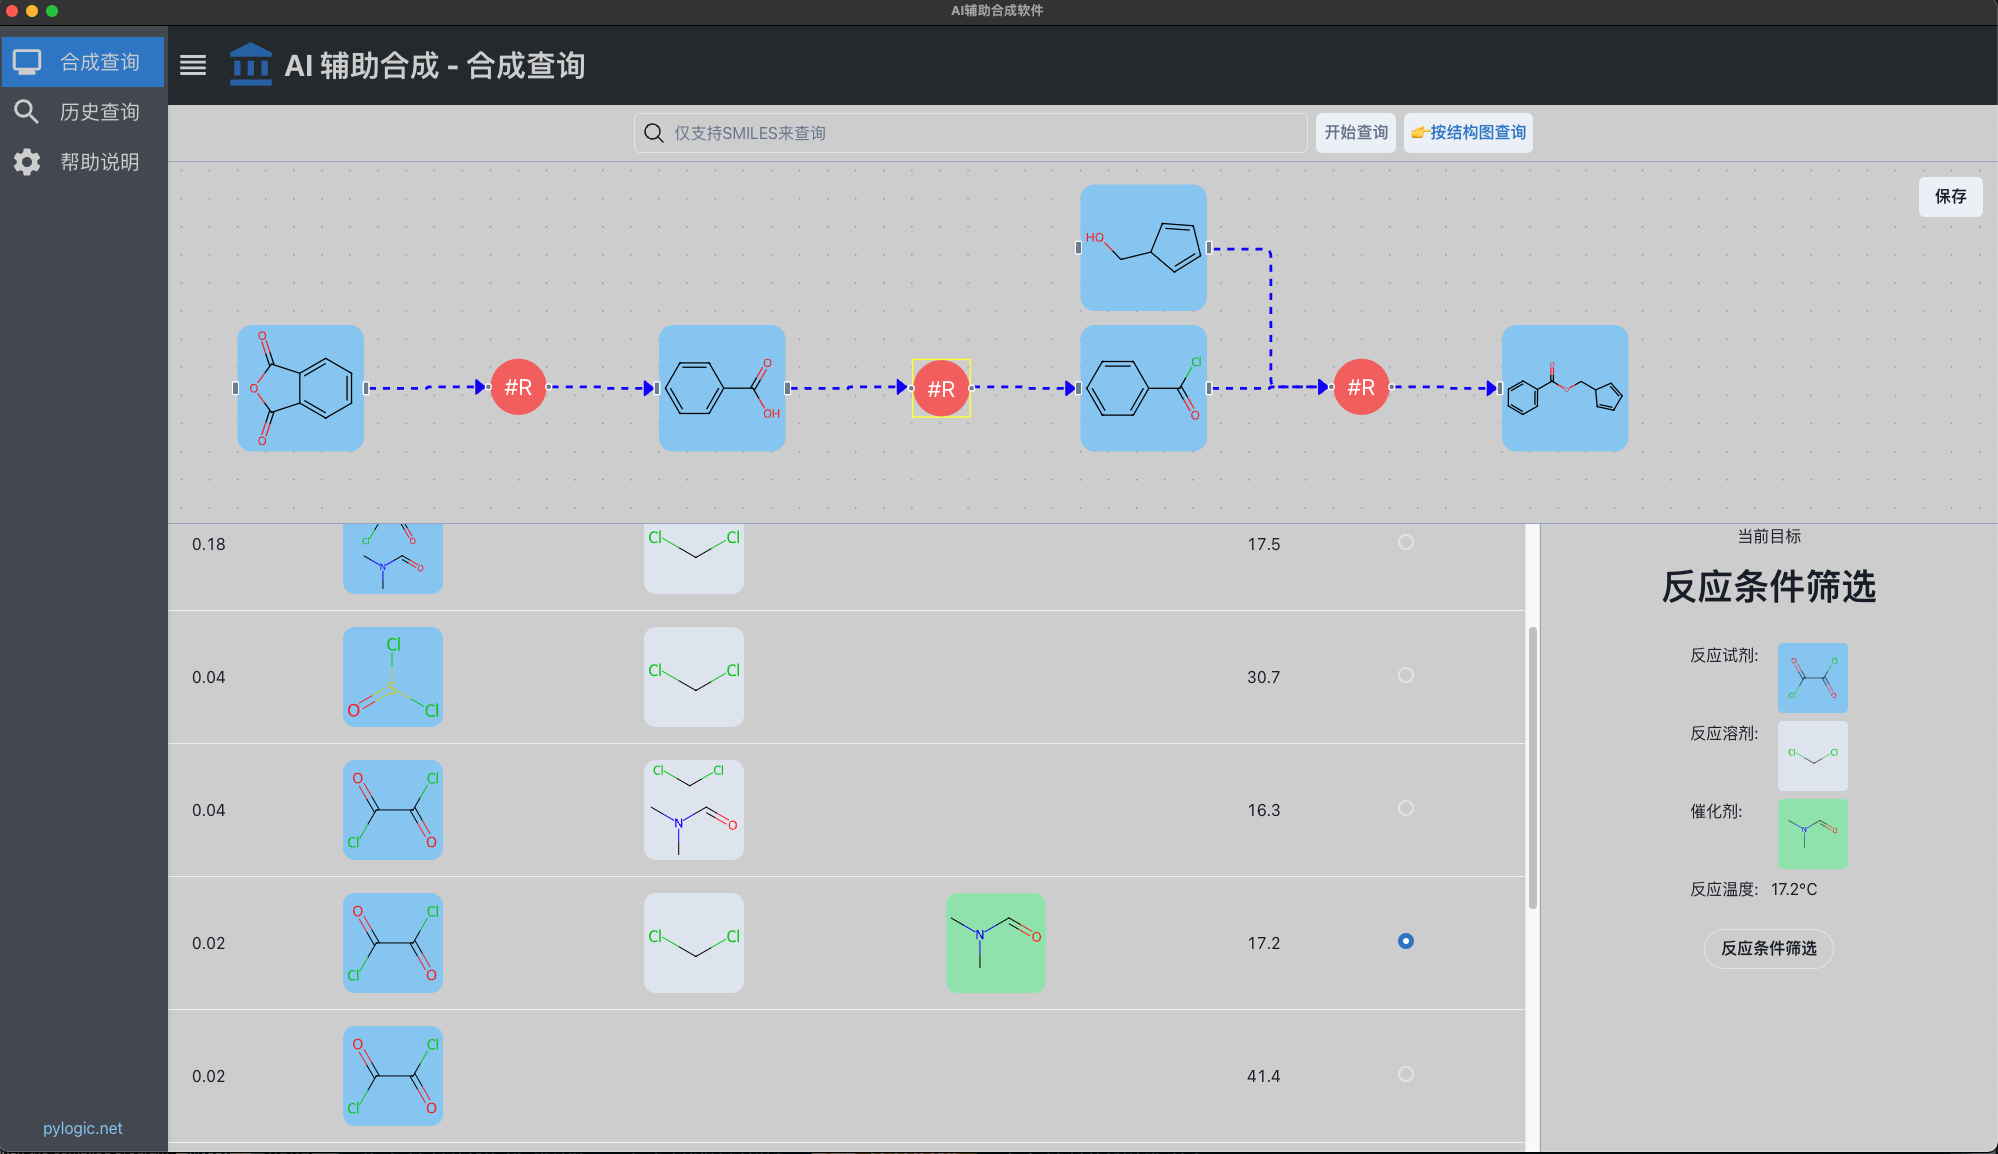 AI辅助合成软件
合成查询
历史查询
帮助说明
AI 辅助合成 - 合成查询
仅支持SMILES来查询
开始查询
👉按结构图查询
保存
HO
O
O
O
#R
O
OH
#R
Cl
O
#R
O
O
0.18
Cl
O
N
O
Cl
Cl
17.5
0.04
Cl
S
O
Cl
Cl
Cl
30.7
0.04
O
Cl
Cl
O
Cl
Cl
N
O
16.3
0.02
O
Cl
Cl
O
Cl
Cl
N
O
17.2
0.02
O
Cl
Cl
O
41.4
当前目标
反应条件筛选
反应试剂:
O
Cl
Cl
O
反应溶剂:
Cl
Cl
催化剂:
N
O
反应温度: 17.2°C
反应条件筛选
pylogic.net